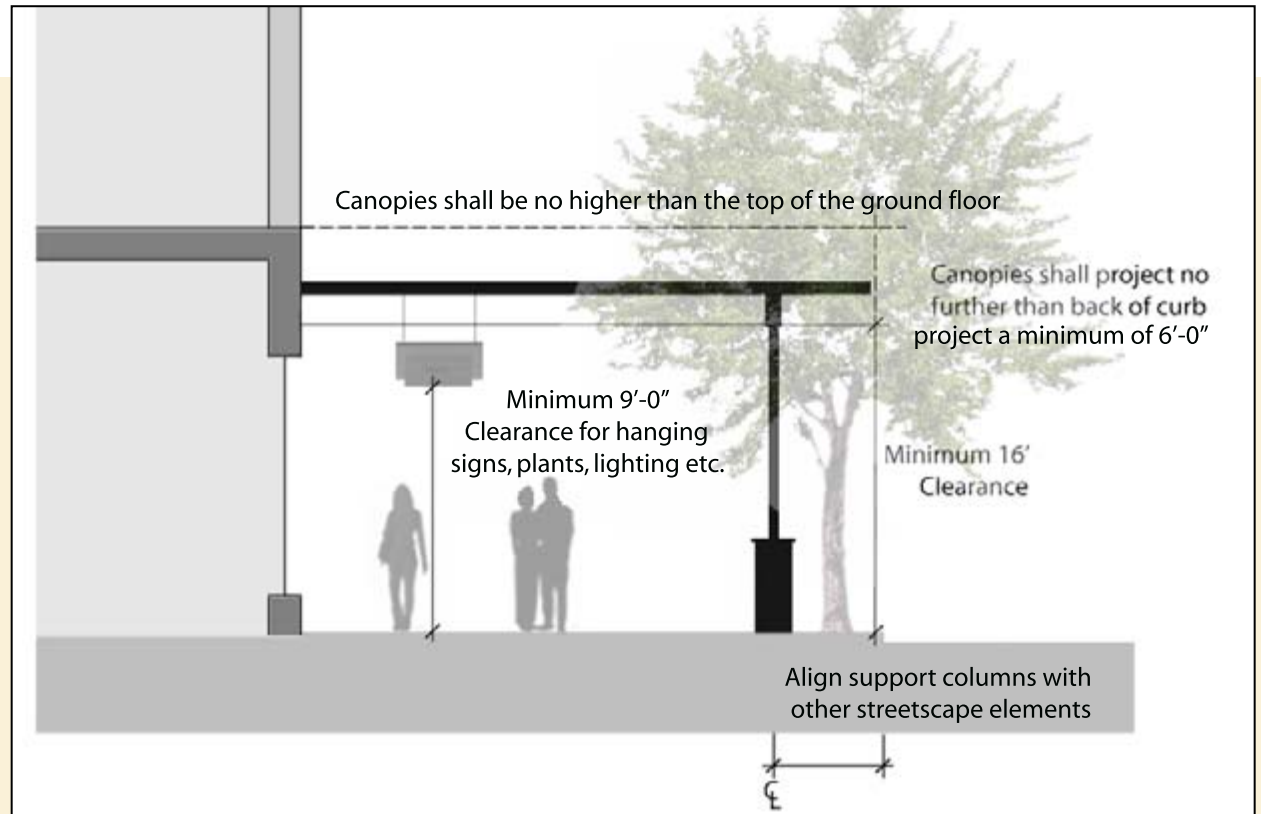 Canopies shall be no higher than the top of the ground floor
Canopies shall project no
further than back of curb
project a minimum of 6’-0”
Minimum 9’-0”
Clearance for hanging
signs, plants, lighting etc.
Minimum 16’
Clearance
Align support columns with
other streetscape elements
℄